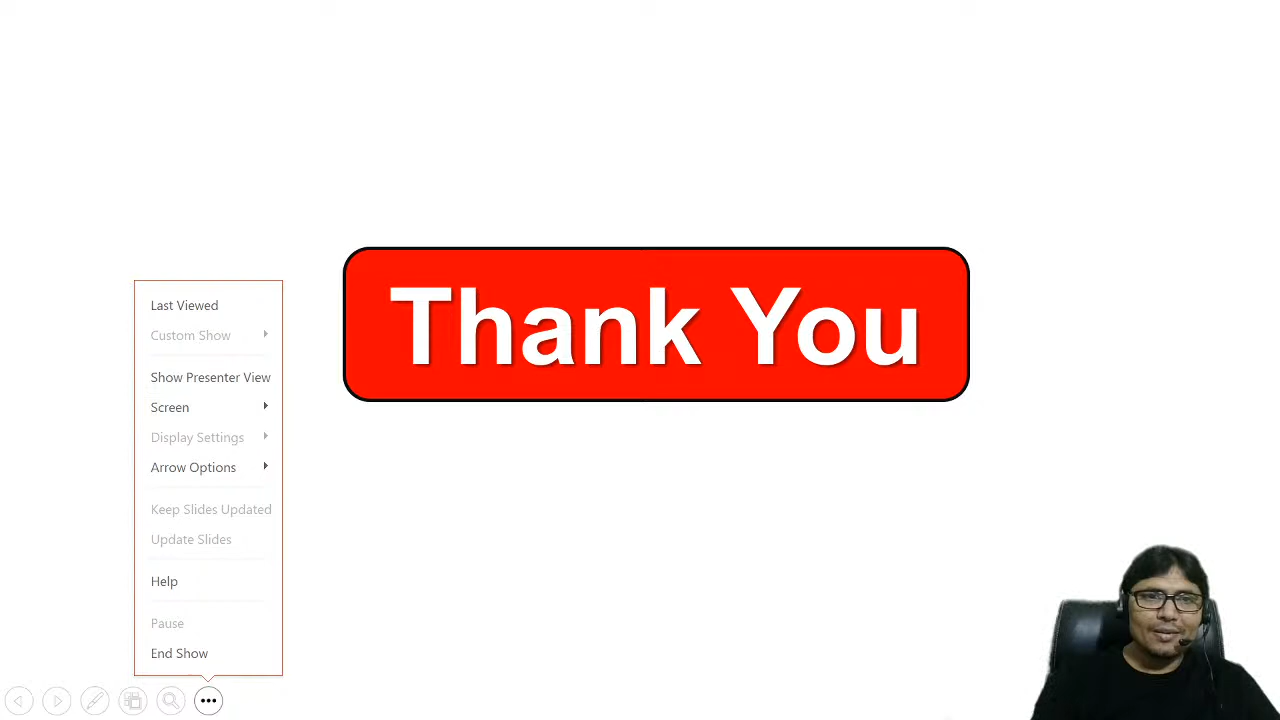 Thank You
Last Viewed
Custom Show
Show Presenter View
Screen
Display Settings
Arrow Options
Keep Slides Updated
Update Slides
Help
Pause
End Show